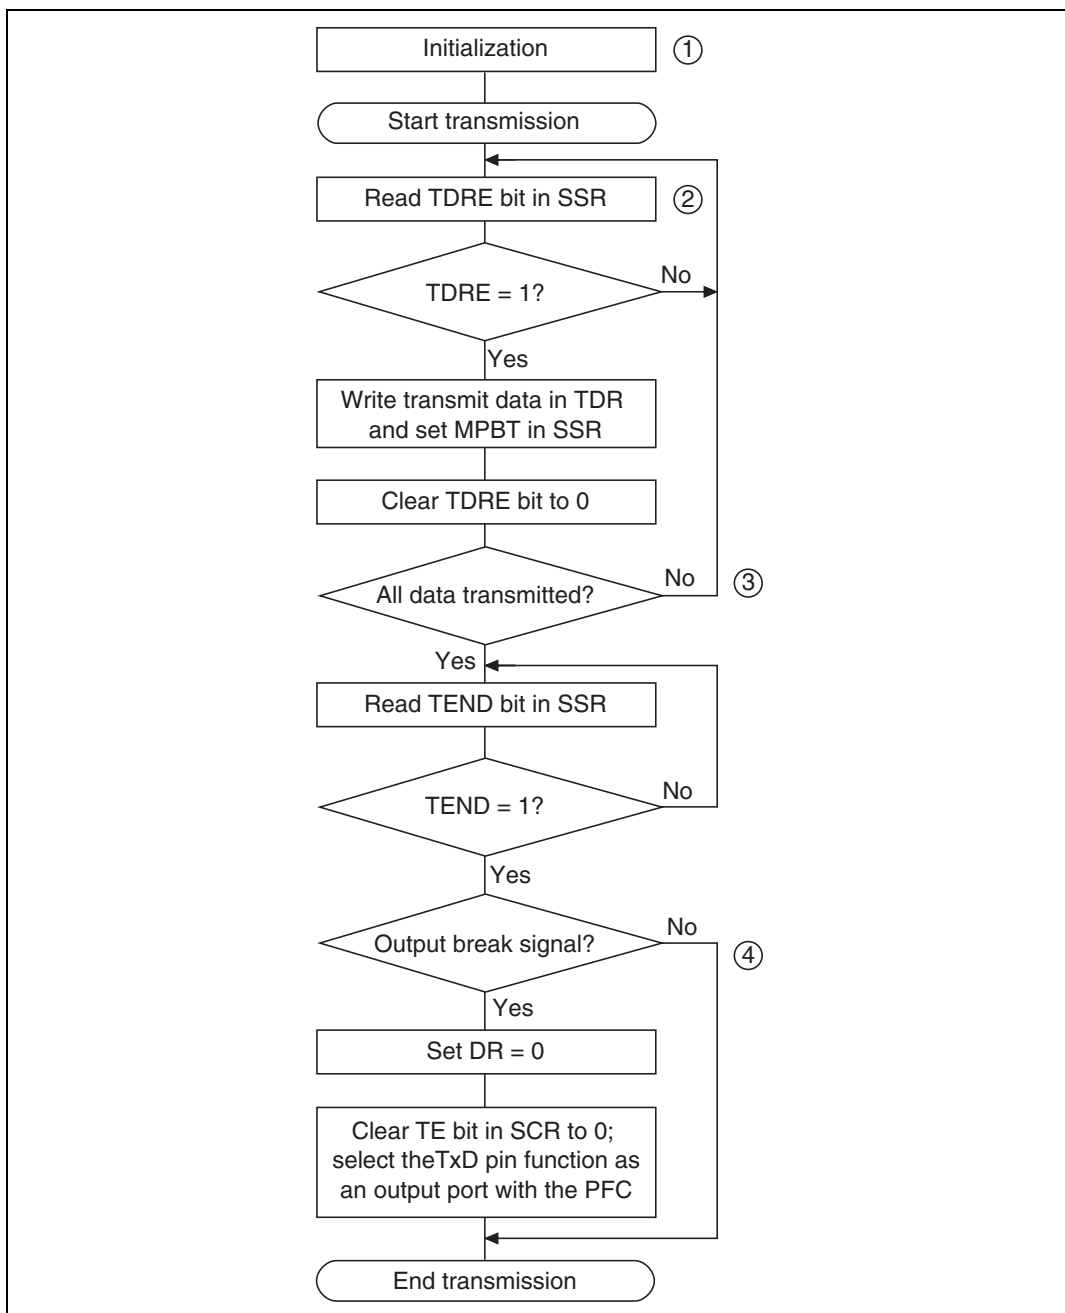 Initialization ①
Start transmission
Read TDRE bit in SSR ②
TDRE = 1? No
Yes
Write transmit data in TDR
and set MPBT in SSR
Clear TDRE bit to 0
All data transmitted? No ③
Yes
Read TEND bit in SSR
TEND = 1? No
Yes
Output break signal? No ④
Yes
Set DR = 0
Clear TE bit in SCR to 0;
select theTxD pin function as
an output port with the PFC
End transmission